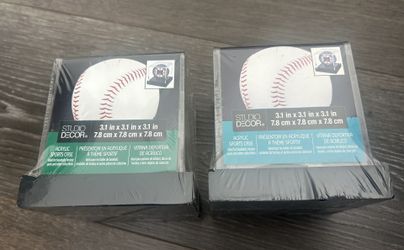 STUDIO
DECOR
3.1 in x 3.1 in x 3.1 in
7.8 cm x 7.8 cm x 7.8 cm
ACRYLIC
SPORTS CASE
PRÉSENTOIR EN ACRYLIQUE
À THÈME SPORTIF
VITRINA DEPORTIVA
DE ACRÍLICO
STUDIO
DECOR
3.1 in x 3.1 in x 3.1 in
7.8 cm x 7.8 cm x 7.8 cm
ACRYLIC
SPORTS CASE
PRÉSENTOIR EN ACRYLIQUE
À THÈME SPORTIF
VITRINA DEPORTIVA
DE ACRÍLICO